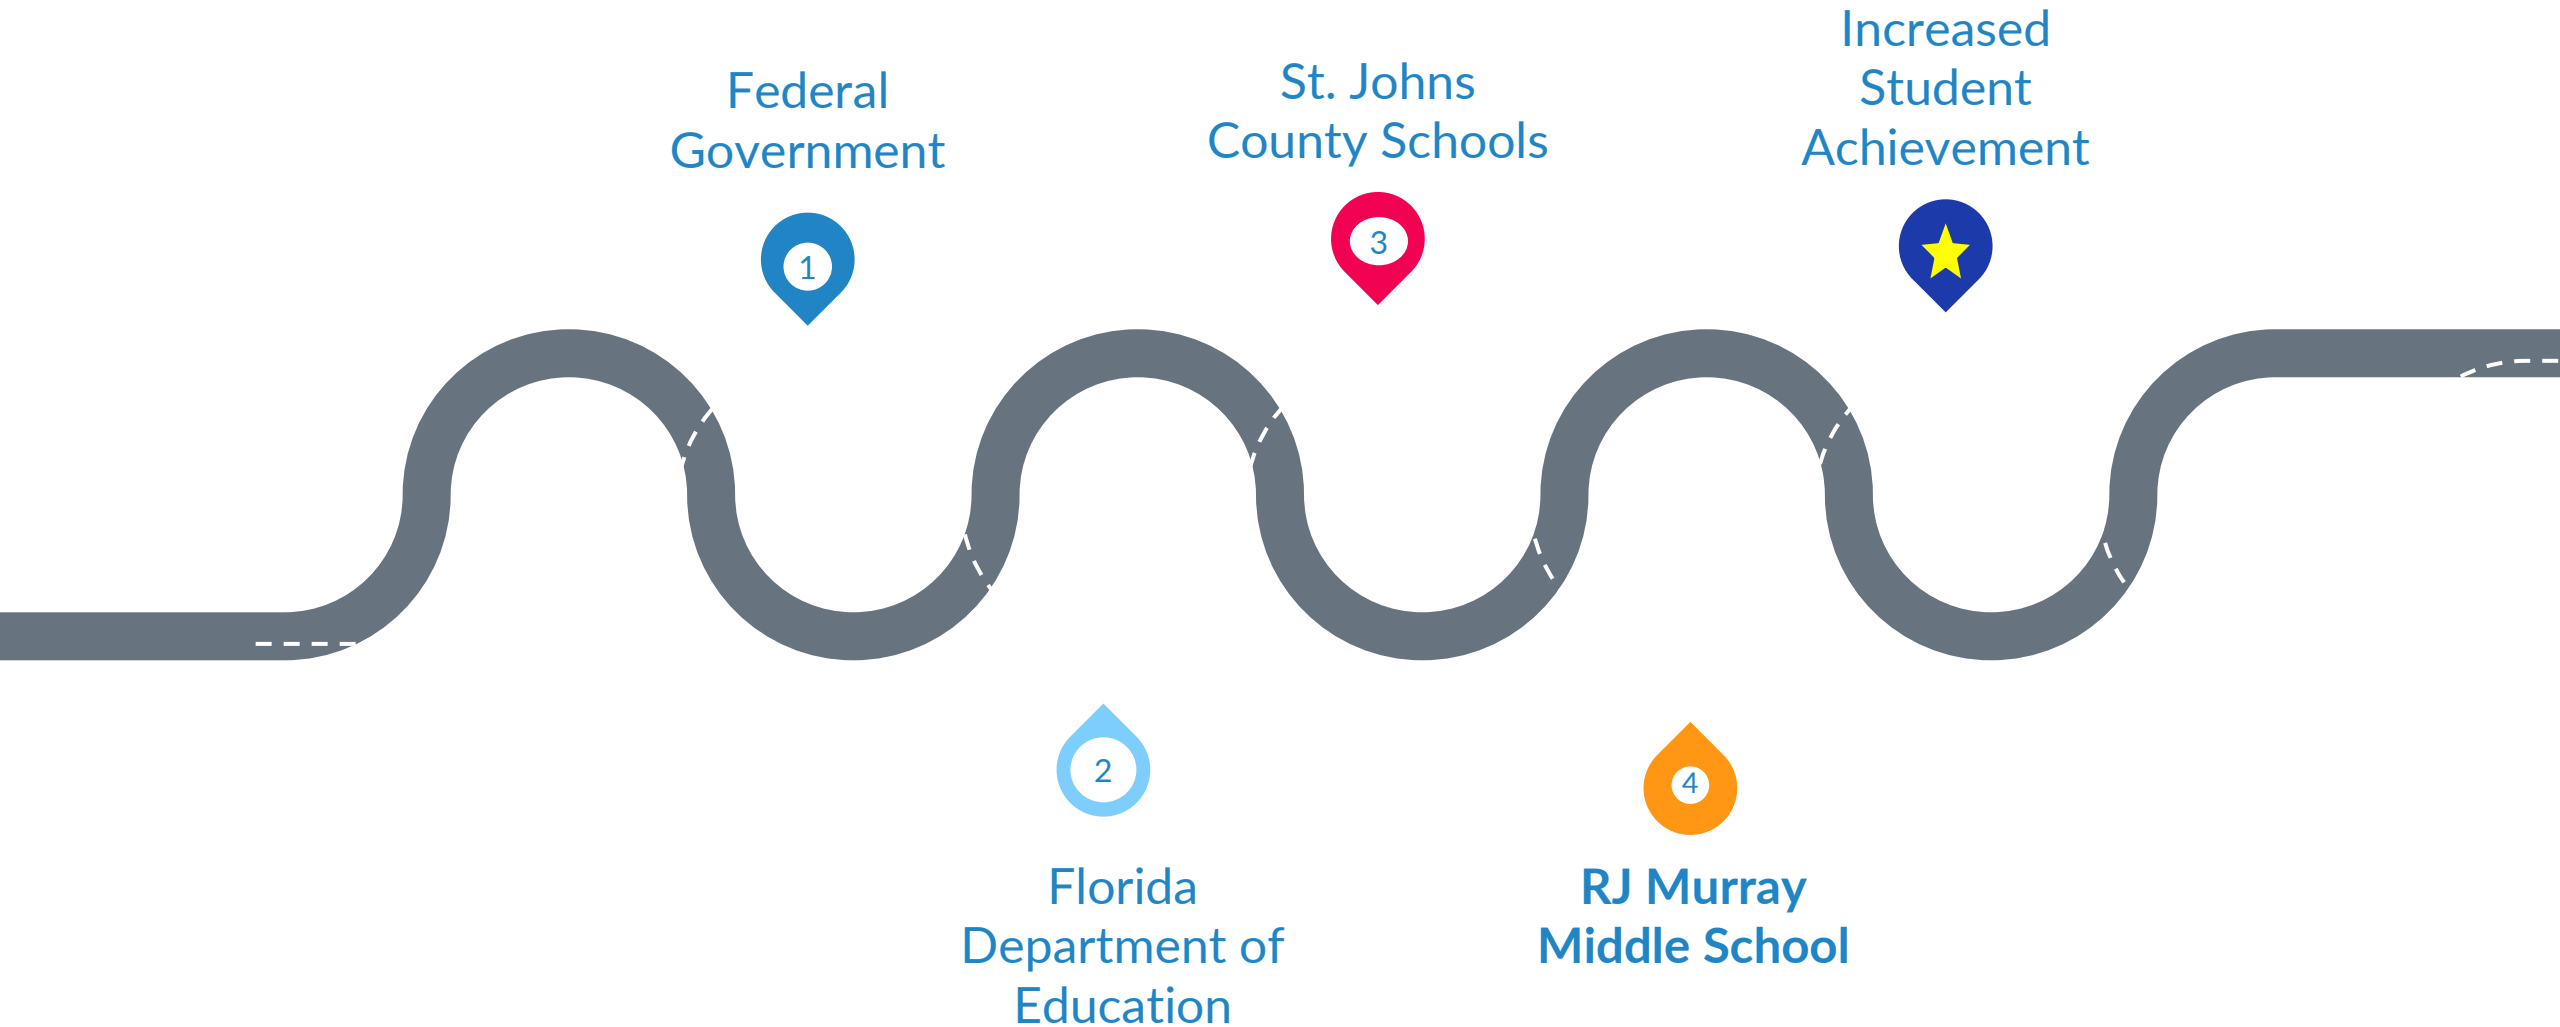 Federal
Government
1
Florida
Department of
Education
2
St. Johns
County Schools
3
RJ Murray
Middle School
4
Increased
Student
Achievement